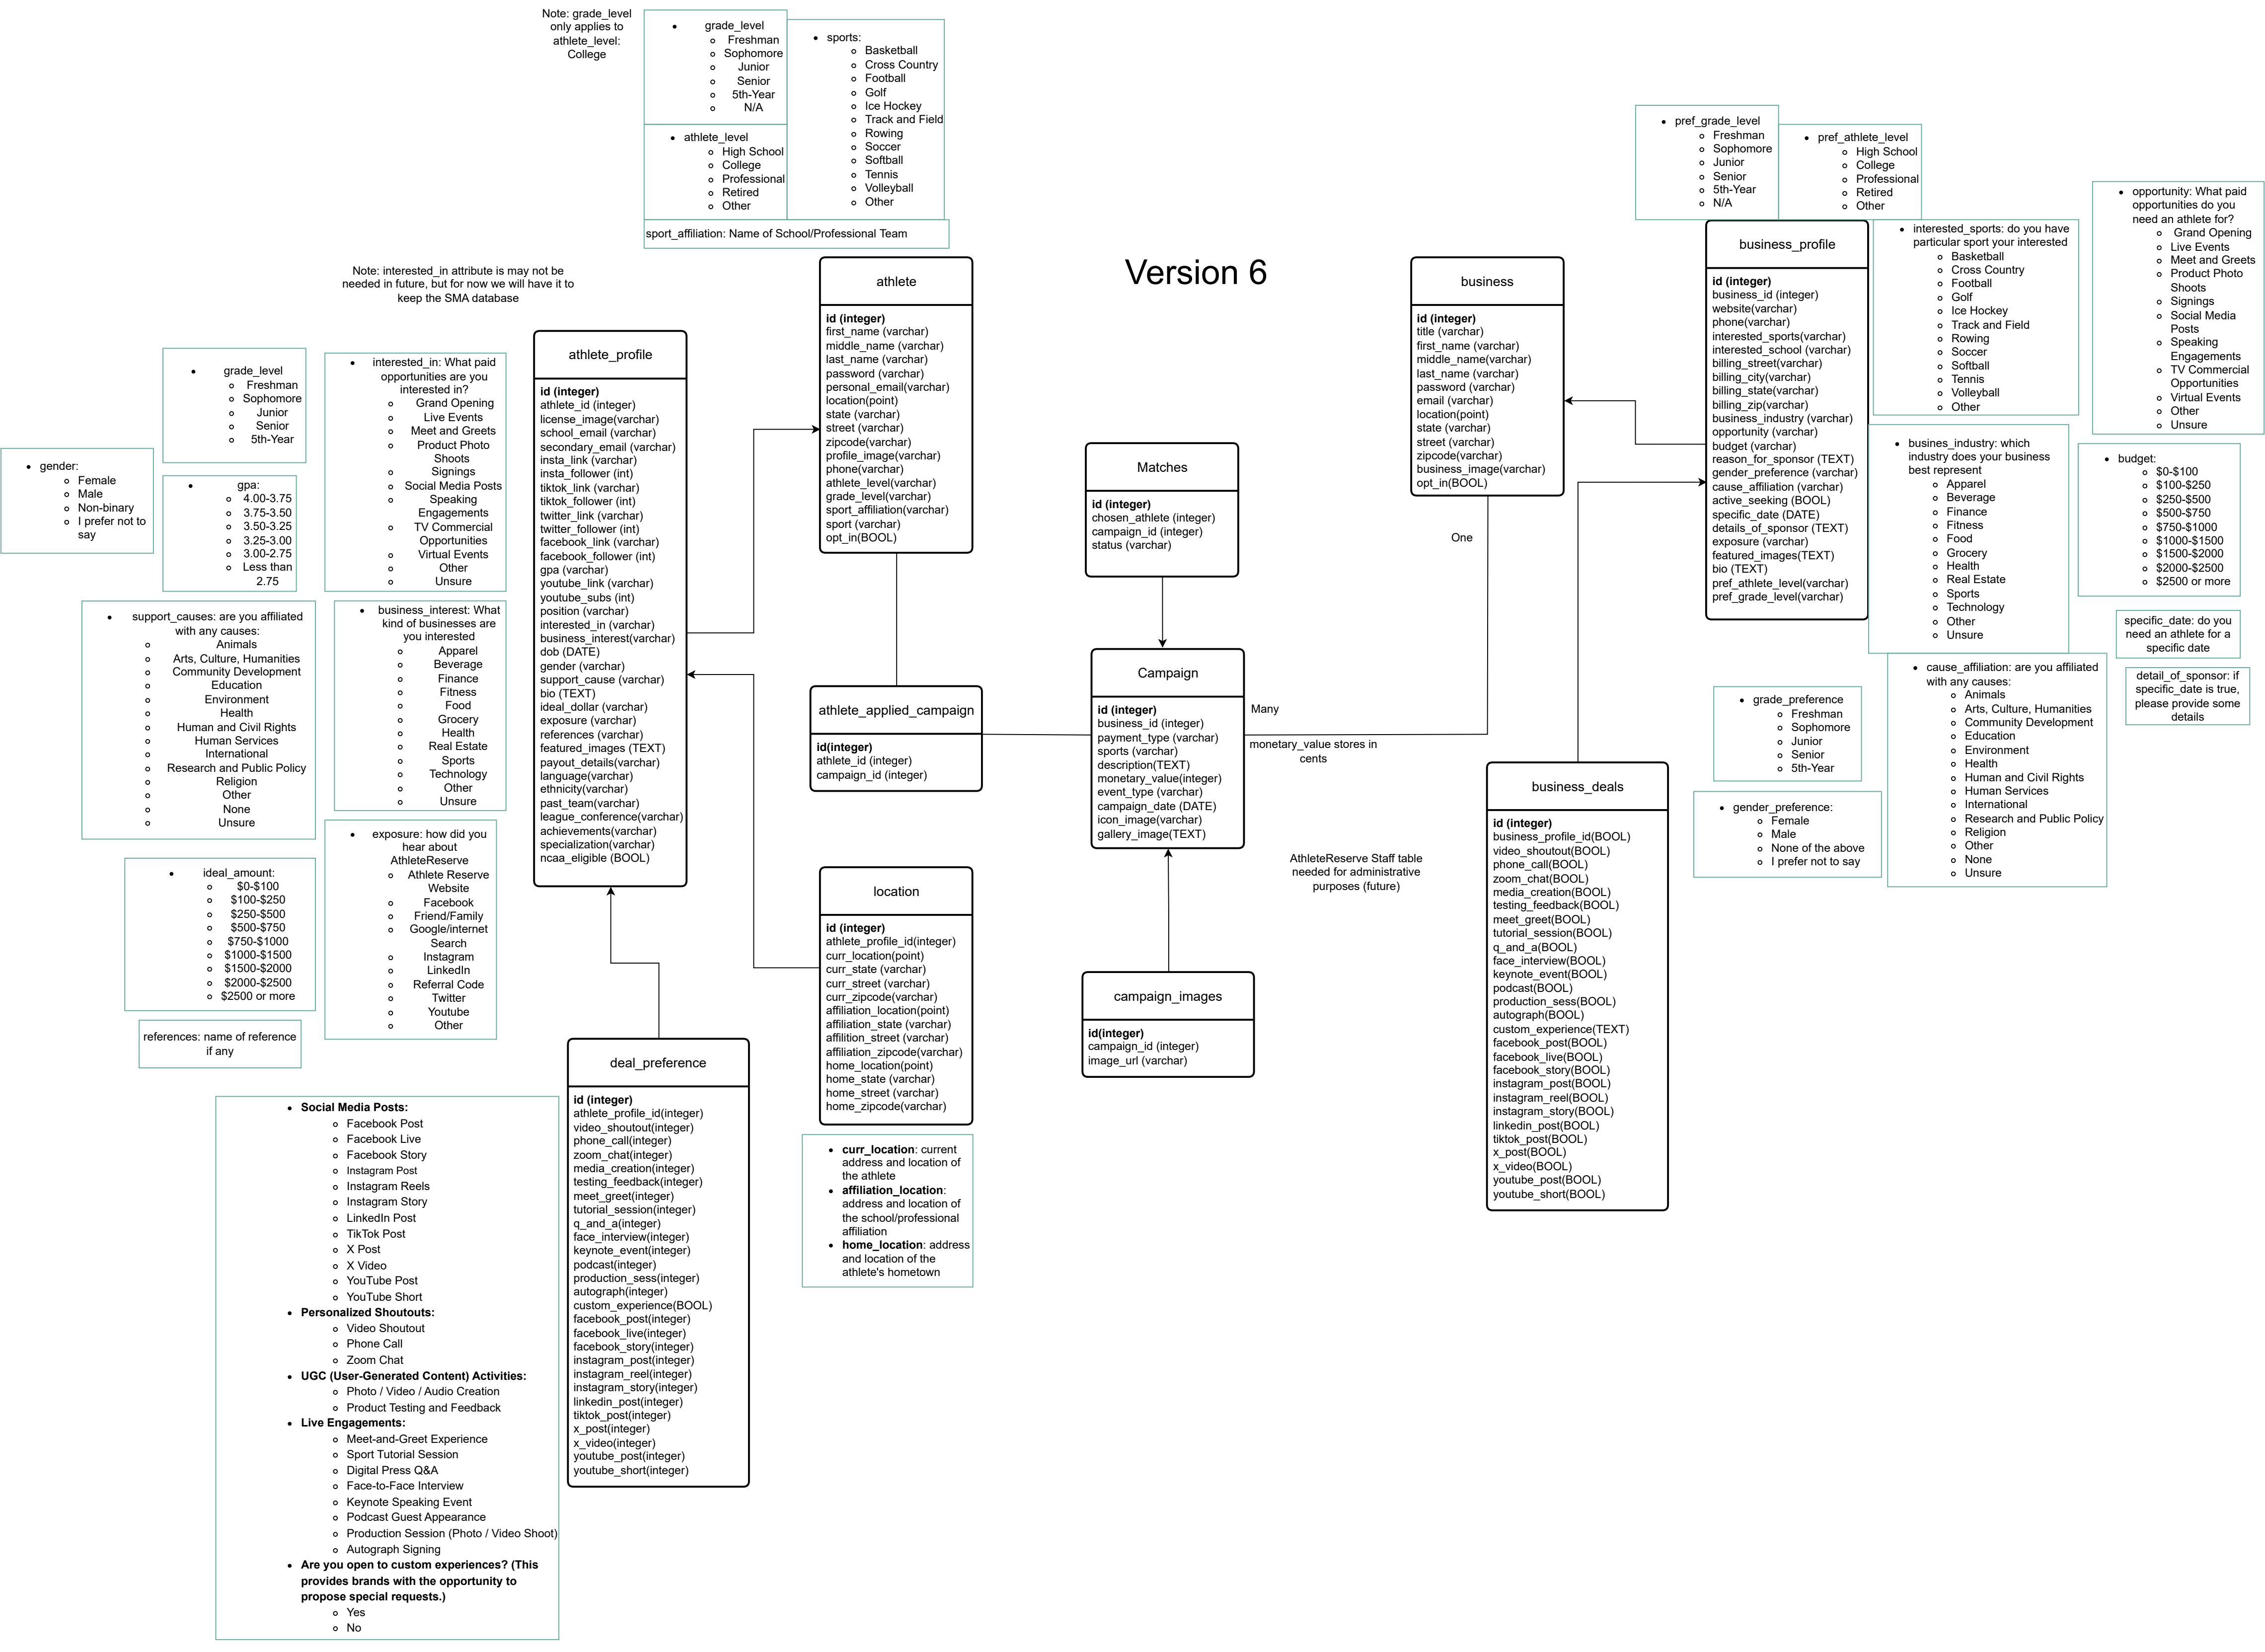 Note: grade_level
only applies to
athlete_level:
College
grade_level
Freshman
Sophomore
Junior
Senior
5th-Year
N/A
athlete_level
High School
College
Professional
Retired
Other
sports:
Basketball
Cross Country
Football
Golf
Ice Hockey
Track and Field
Rowing
Soccer
Softball
Tennis
Volleyball
Other
sport_affiliation: Name of School/Professional Team
Version 6
Note: interested_in attribute is may not be
needed in future, but for now we will have it to
keep the SMA database
gender:
Female
Male
Non-binary
I prefer not to
say
grade_level
Freshman
Sophomore
Junior
Senior
5th-Year
gpa:
4.00-3.75
3.75-3.50
3.50-3.25
3.25-3.00
3.00-2.75
Less than
2.75
interested_in: What paid
opportunities are you
interested in?
Grand Opening
Live Events
Meet and Greets
Product Photo
Shoots
Signings
Social Media Posts
Speaking
Engagements
TV Commercial
Opportunities
Virtual Events
Other
Unsure
support_causes: are you affiliated
with any causes:
Animals
Arts, Culture, Humanities
Community Development
Education
Environment
Health
Human and Civil Rights
Human Services
International
Research and Public Policy
Religion
Other
None
Unsure
business_interest: What
kind of businesses are
you interested
Apparel
Beverage
Finance
Fitness
Food
Grocery
Health
Real Estate
Sports
Technology
Other
Unsure
ideal_amount:
$0-$100
$100-$250
$250-$500
$500-$750
$750-$1000
$1000-$1500
$1500-$2000
$2000-$2500
$2500 or more
exposure: how did you
hear about
AthleteReserve
Athlete Reserve
Website
Facebook
Friend/Family
Google/internet
Search
Instagram
LinkedIn
Referral Code
Twitter
Youtube
Other
references: name of reference
if any
athlete_profile
id (integer)
athlete_id (integer)
license_image(varchar)
school_email (varchar)
secondary_email (varchar)
insta_link (varchar)
insta_follower (int)
tiktok_link (varchar)
tiktok_follower (int)
twitter_link (varchar)
twitter_follower (int)
facebook_link (varchar)
facebook_follower (int)
gpa (varchar)
youtube_link (varchar)
youtube_subs (int)
position (varchar)
interested_in (varchar)
business_interest(varchar)
dob (DATE)
gender (varchar)
support_cause (varchar)
bio (TEXT)
ideal_dollar (varchar)
exposure (varchar)
references (varchar)
featured_images (TEXT)
payout_details(varchar)
language(varchar)
ethnicity(varchar)
past_team(varchar)
league_conference(varchar)
achievements(varchar)
specialization(varchar)
ncaa_eligible (BOOL)
athlete
id (integer)
first_name (varchar)
middle_name (varchar)
last_name (varchar)
password (varchar)
personal_email(varchar)
location(point)
state (varchar)
street (varchar)
zipcode(varchar)
profile_image(varchar)
phone(varchar)
athlete_level(varchar)
grade_level(varchar)
sport_affiliation(varchar)
sport (varchar)
opt_in(BOOL)
athlete_applied_campaign
id(integer)
athlete_id (integer)
campaign_id (integer)
location
id (integer)
athlete_profile_id(integer)
curr_location(point)
curr_state (varchar)
curr_street (varchar)
curr_zipcode(varchar)
affiliation_location(point)
affiliation_state (varchar)
affilition_street (varchar)
affiliation_zipcode(varchar)
home_location(point)
home_state (varchar)
home_street (varchar)
home_zipcode(varchar)
curr_location: current
address and location of
the athlete
affiliation_location:
address and location of
the school/professional
affiliation
home_location: address
and location of the
athlete's hometown
deal_preference
id (integer)
athlete_profile_id(integer)
video_shoutout(integer)
phone_call(integer)
zoom_chat(integer)
media_creation(integer)
testing_feedback(integer)
meet_greet(integer)
tutorial_session(integer)
q_and_a(integer)
face_interview(integer)
keynote_event(integer)
podcast(integer)
production_sess(integer)
autograph(integer)
custom_experience(BOOL)
facebook_post(integer)
facebook_live(integer)
facebook_story(integer)
instagram_post(integer)
instagram_reel(integer)
instagram_story(integer)
linkedin_post(integer)
tiktok_post(integer)
x_post(integer)
x_video(integer)
youtube_post(integer)
youtube_short(integer)
Social Media Posts:
Facebook Post
Facebook Live
Facebook Story
Instagram Post
Instagram Reels
Instagram Story
LinkedIn Post
TikTok Post
X Post
X Video
YouTube Post
YouTube Short
Personalized Shoutouts:
Video Shoutout
Phone Call
Zoom Chat
UGC (User-Generated Content) Activities:
Photo / Video / Audio Creation
Product Testing and Feedback
Live Engagements:
Meet-and-Greet Experience
Sport Tutorial Session
Digital Press Q&A
Face-to-Face Interview
Keynote Speaking Event
Podcast Guest Appearance
Production Session (Photo / Video Shoot)
Autograph Signing
Are you open to custom experiences? (This
provides brands with the opportunity to
propose special requests.)
Yes
No
Matches
id (integer)
chosen_athlete (integer)
campaign_id (integer)
status (varchar)
Campaign
id (integer)
business_id (integer)
payment_type (varchar)
sports (varchar)
description(TEXT)
monetary_value(integer)
event_type (varchar)
campaign_date (DATE)
icon_image(varchar)
gallery_image(TEXT)
campaign_images
id(integer)
campaign_id (integer)
image_url (varchar)
One
Many
monetary_value stores in
cents
AthleteReserve Staff table
needed for administrative
purposes (future)
business
id (integer)
title (varchar)
first_name (varchar)
middle_name(varchar)
last_name (varchar)
password (varchar)
email (varchar)
location(point)
state (varchar)
street (varchar)
zipcode(varchar)
business_image(varchar)
opt_in(BOOL)
business_deals
id (integer)
business_profile_id(BOOL)
video_shoutout(BOOL)
phone_call(BOOL)
zoom_chat(BOOL)
media_creation(BOOL)
testing_feedback(BOOL)
meet_greet(BOOL)
tutorial_session(BOOL)
q_and_a(BOOL)
face_interview(BOOL)
keynote_event(BOOL)
podcast(BOOL)
production_sess(BOOL)
autograph(BOOL)
custom_experience(TEXT)
facebook_post(BOOL)
facebook_live(BOOL)
facebook_story(BOOL)
instagram_post(BOOL)
instagram_reel(BOOL)
instagram_story(BOOL)
linkedin_post(BOOL)
tiktok_post(BOOL)
x_post(BOOL)
x_video(BOOL)
youtube_post(BOOL)
youtube_short(BOOL)
pref_grade_level
Freshman
Sophomore
Junior
Senior
5th-Year
N/A
pref_athlete_level
High School
College
Professional
Retired
Other
business_profile
id (integer)
business_id (integer)
website(varchar)
phone(varchar)
interested_sports(varchar)
interested_school (varchar)
billing_street(varchar)
billing_city(varchar)
billing_state(varchar)
billing_zip(varchar)
business_industry (varchar)
opportunity (varchar)
budget (varchar)
reason_for_sponsor (TEXT)
gender_preference (varchar)
cause_affiliation (varchar)
active_seeking (BOOL)
specific_date (DATE)
details_of_sponsor (TEXT)
exposure (varchar)
featured_images(TEXT)
bio (TEXT)
pref_athlete_level(varchar)
pref_grade_level(varchar)
interested_sports: do you have
particular sport your interested
Basketball
Cross Country
Football
Golf
Ice Hockey
Track and Field
Rowing
Soccer
Softball
Tennis
Volleyball
Other
opportunity: What paid
opportunities do you
need an athlete for?
Grand Opening
Live Events
Meet and Greets
Product Photo
Shoots
Signings
Social Media
Posts
Speaking
Engagements
TV Commercial
Opportunities
Virtual Events
Other
Unsure
busines_industry: which
industry does your business
best represent
Apparel
Beverage
Finance
Fitness
Food
Grocery
Health
Real Estate
Sports
Technology
Other
Unsure
budget:
$0-$100
$100-$250
$250-$500
$500-$750
$750-$1000
$1000-$1500
$1500-$2000
$2000-$2500
$2500 or more
specific_date: do you
need an athlete for a
specific date
detail_of_sponsor: if
specific_date is true,
please provide some
details
grade_preference
Freshman
Sophomore
Junior
Senior
5th-Year
gender_preference:
Female
Male
None of the above
I prefer not to say
cause_affiliation: are you affiliated
with any causes:
Animals
Arts, Culture, Humanities
Community Development
Education
Environment
Health
Human and Civil Rights
Human Services
International
Research and Public Policy
Religion
Other
None
Unsure